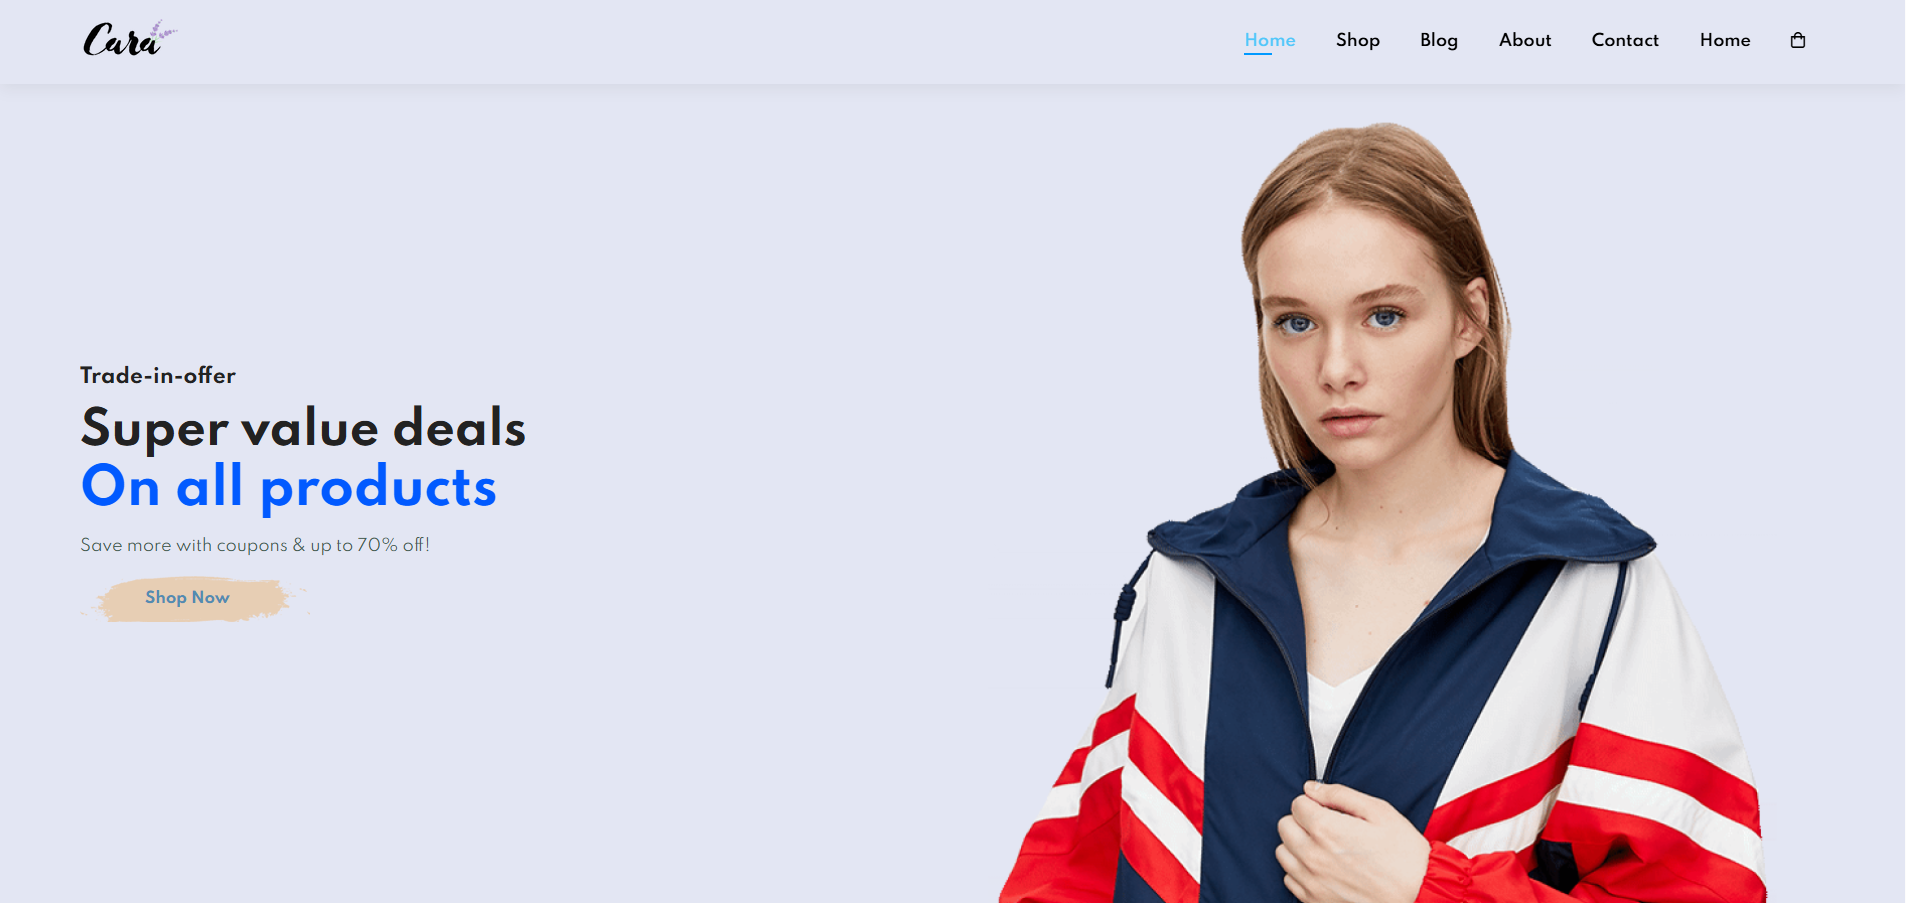 Cara
Home Shop Blog About Contact Home
Trade-in-offer
Super value deals
On all products
Save more with coupons & up to 70% off!
Shop Now